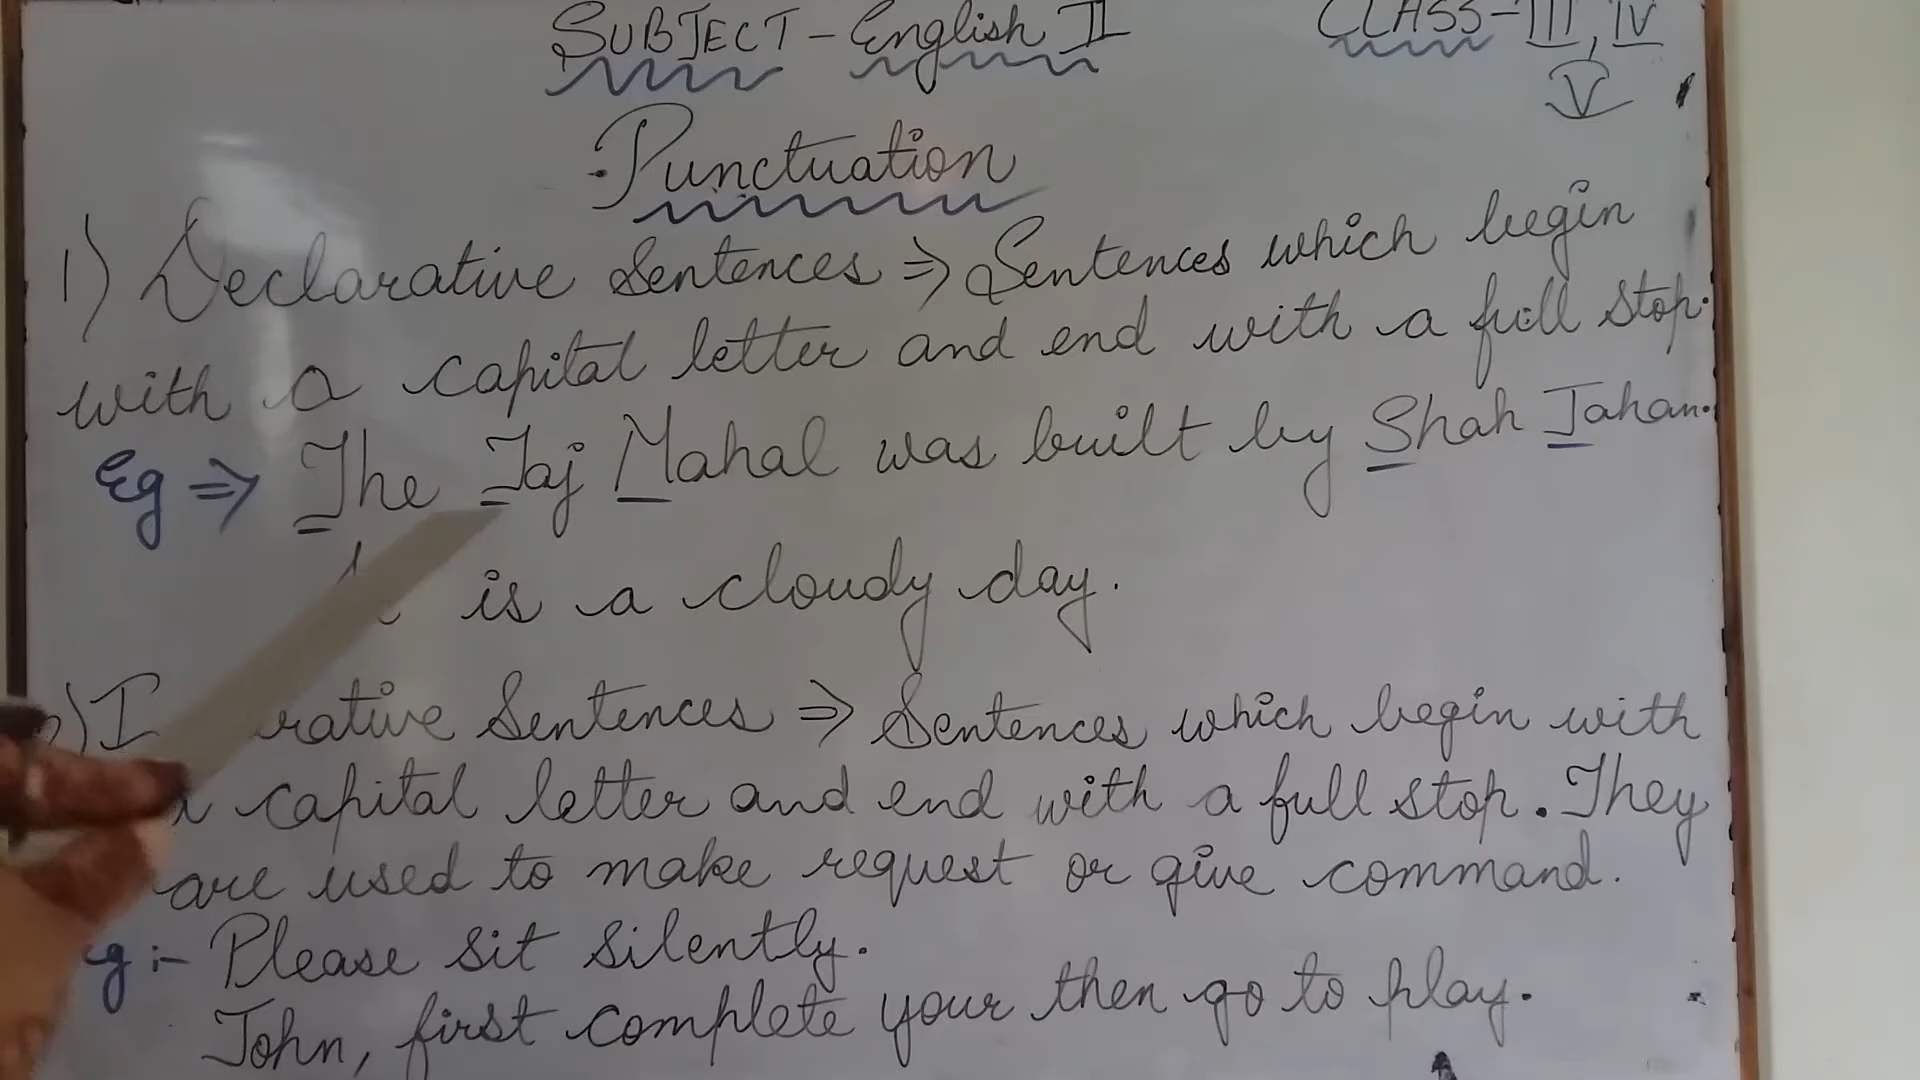 SUBJECT - English II
CLASS - III, IV
V
Punctuation
1) Declarative Sentences ⇒ Sentences which begin
with a capital letter and end with a full stop.
Eg ⇒ The Taj Mahal was built by Shah Jahan.
is a cloudy day.
Sentences ⇒ Sentences which begin with
capital letter and end with a full stop. They
are used to make request or give command.
Please sit silently.
John, first complete your then go to play.